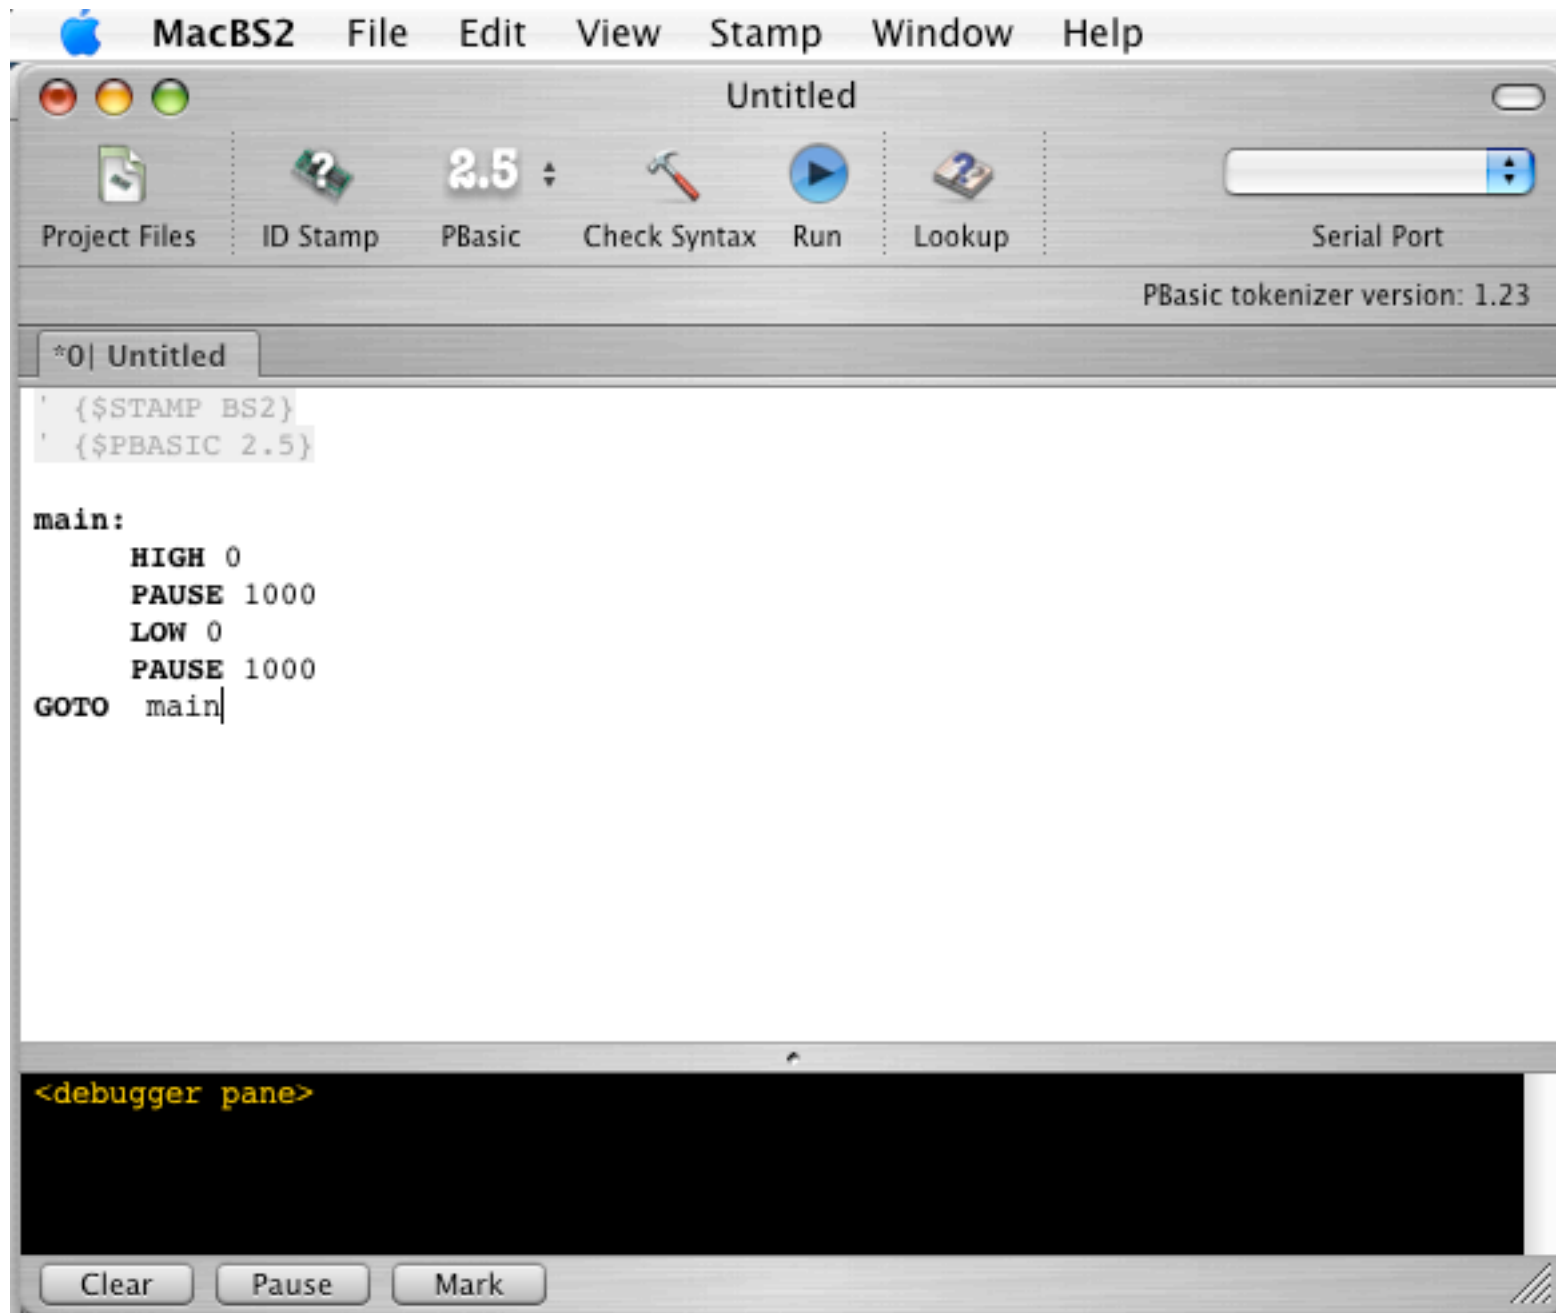 MacBS2 File Edit View Stamp Window Help
Untitled
2.5
Project Files ID Stamp PBasic Check Syntax Run Lookup Serial Port
PBasic tokenizer version: 1.23
*0| Untitled
' {$STAMP BS2}
' {$PBASIC 2.5}
main:
HIGH 0
PAUSE 1000
LOW 0
PAUSE 1000
GOTO main
<debugger pane>
Clear Pause Mark